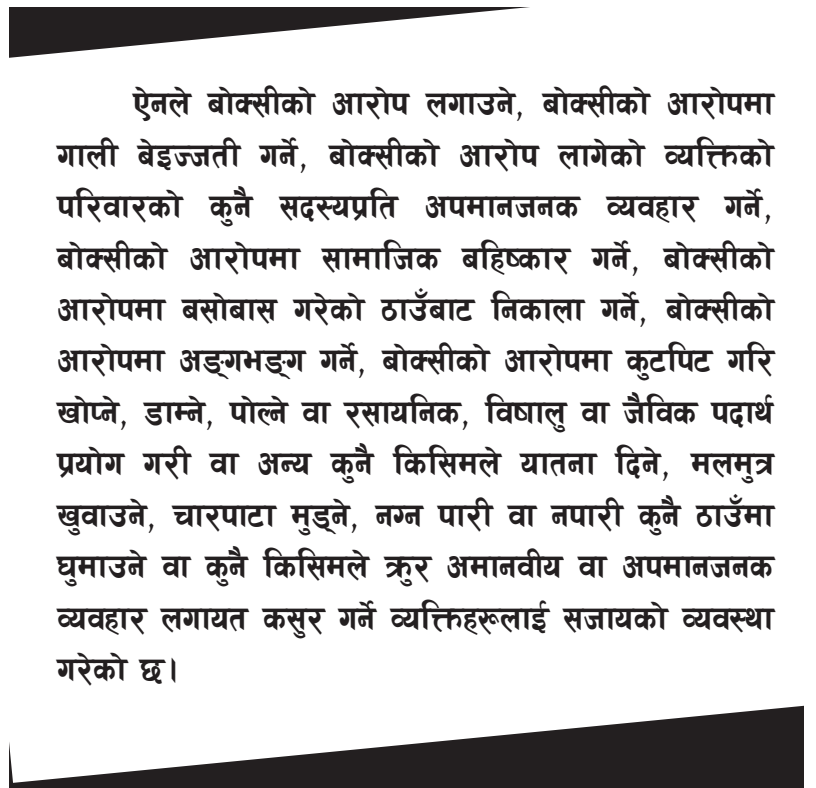 ऐनले बोक्सीको आरोप लगाउने, बोक्सीको आरोपमा
गाली बेइज्जती गर्ने, बोक्सीको आरोप लागेको व्यक्तिको
परिवारको कुनै सदस्यप्रति अपमानजनक व्यवहार गर्ने,
बोक्सीको आरोपमा सामाजिक बहिष्कार गर्ने, बोक्सीको
आरोपमा बसोबास गरेको ठाउँबाट निकाला गर्ने, बोक्सीको
आरोपमा अङ्गभङ्ग गर्ने, बोक्सीको आरोपमा कुटपिट गरि
खोप्ने, डाम्ने, पोल्ने वा रसायनिक, विषालु वा जैविक पदार्थ
प्रयोग गरी वा अन्य कुनै किसिमले यातना दिने, मलमुत्र
खुवाउने, चारपाटा मुड्ने, नग्न पारी वा नपारी कुनै ठाउँमा
घुमाउने वा कुनै किसिमले क्रुर अमानवीय वा अपमानजनक
व्यवहार लगायत कसुर गर्ने व्यक्तिहरूलाई सजायको व्यवस्था
गरेको छ।